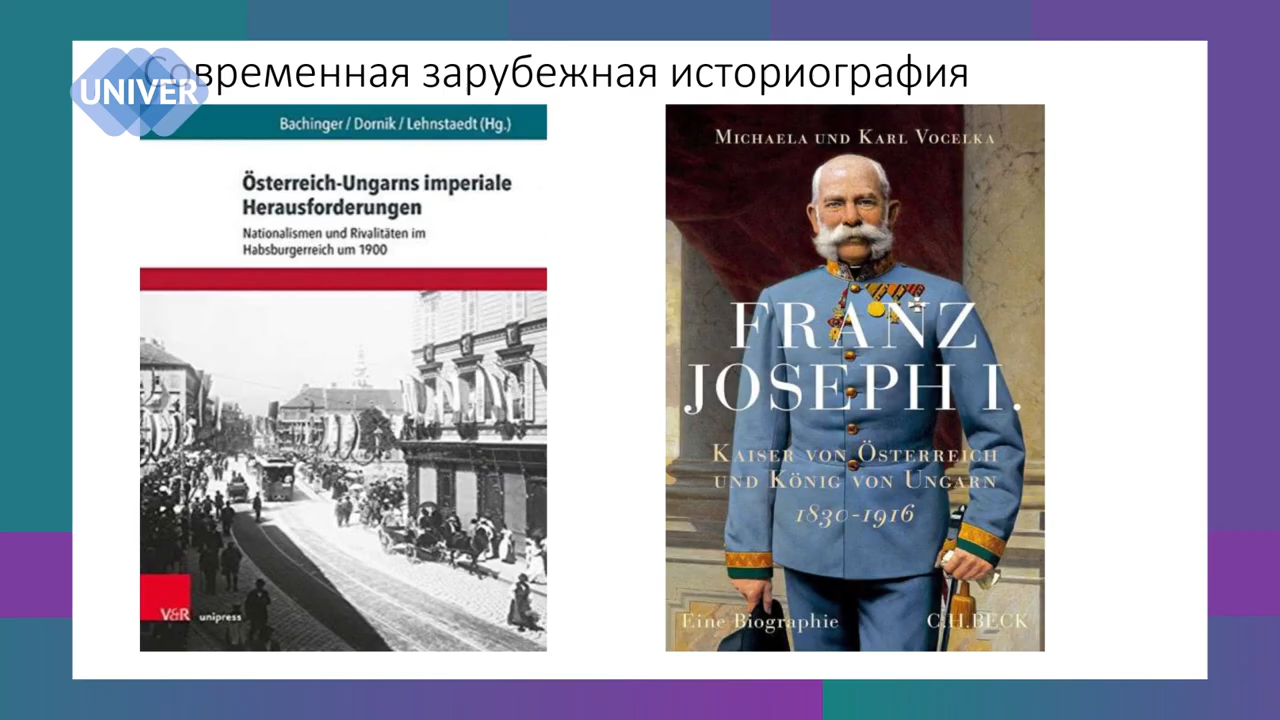 Современная зарубежная историография
UNIVER
Bachinger / Dornik / Lehnstaedt (Hg.)
Österreich-Ungarns imperiale
Herausforderungen
Nationalismen und Rivalitäten im
Habsburgerreich um 1900
V&R unipress
MICHAELA UND KARL VOCELKA
FRANZ
JOSEPH I.
KAISER VON ÖSTERREICH
UND KÖNIG VON UNGARN
1830-1916
Eine Biographie
C.H.BECK